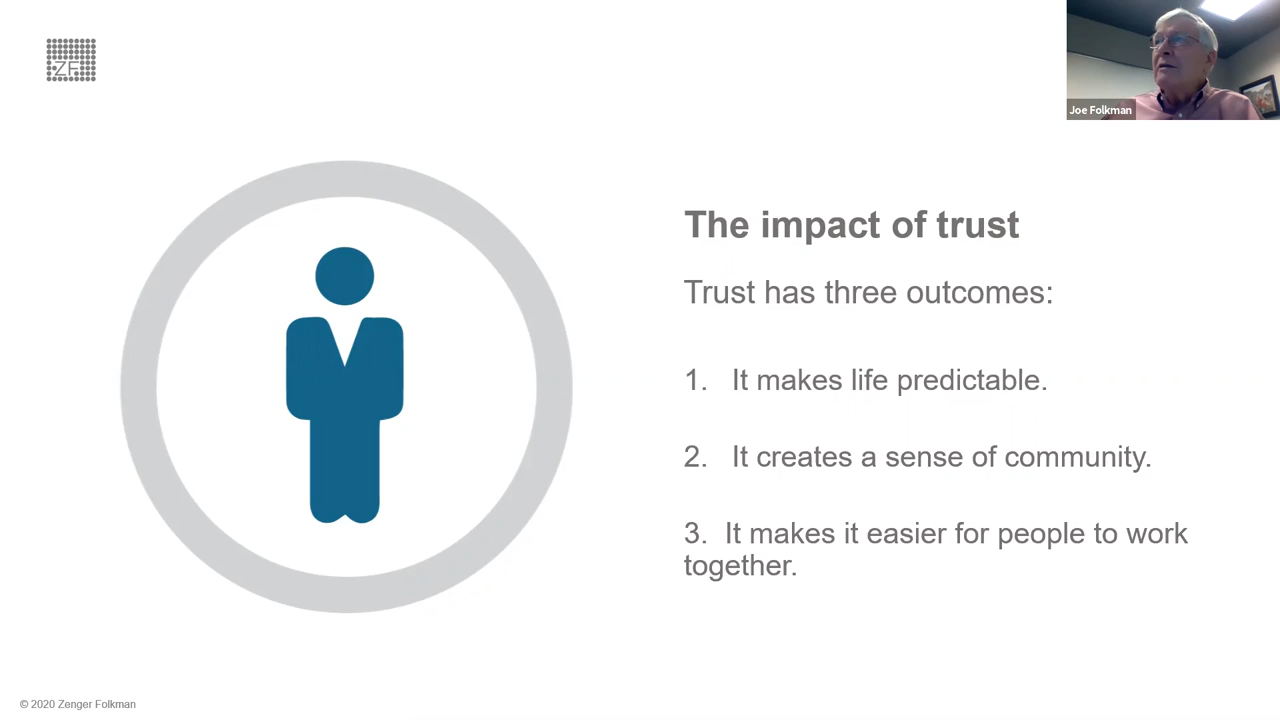 ZF
Joe Folkman
The impact of trust
Trust has three outcomes:
1. It makes life predictable.
2. It creates a sense of community.
3. It makes it easier for people to work
together.
© 2020 Zenger Folkman